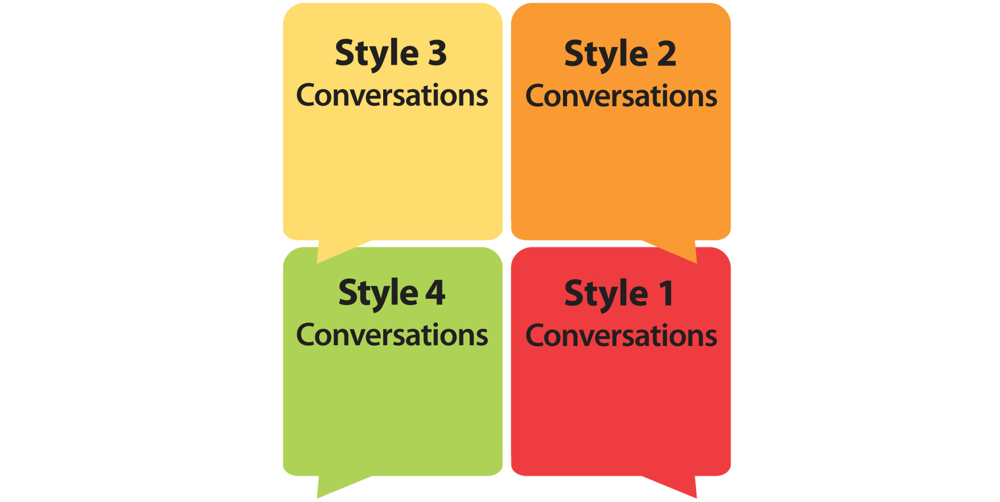 Style 3
Conversations
Style 2
Conversations
Style 4
Conversations
Style 1
Conversations